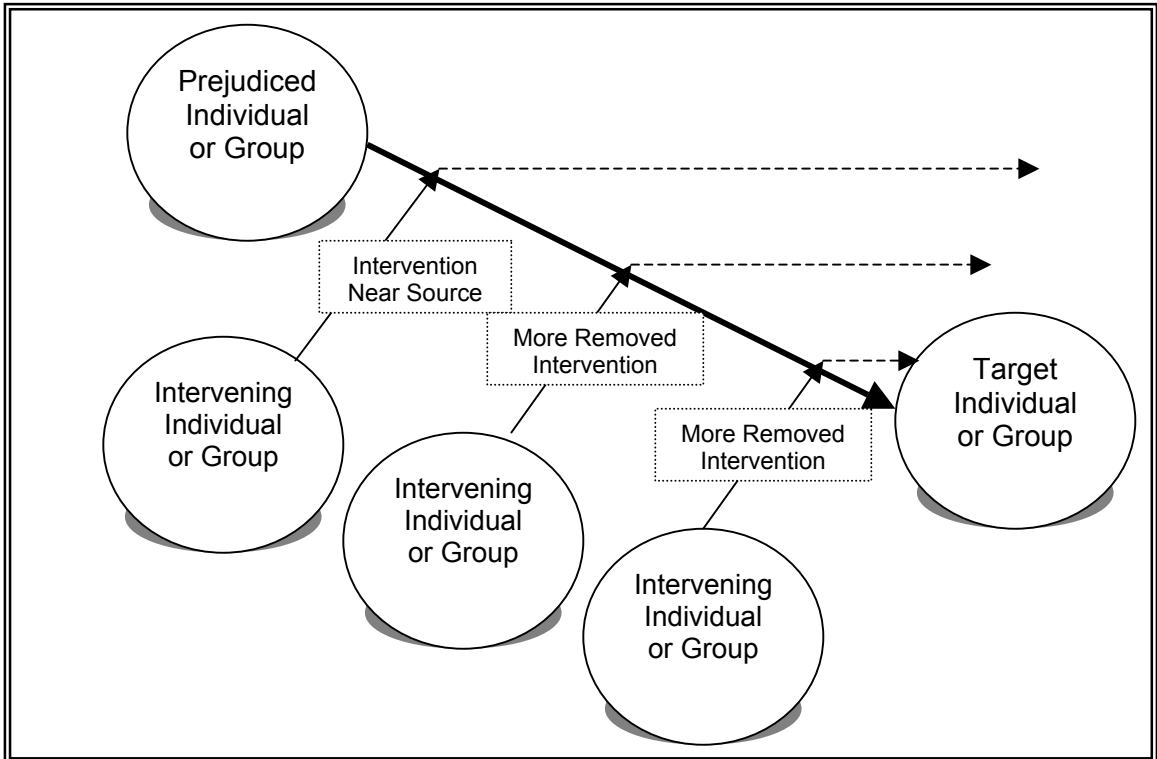 Prejudiced
Individual
or Group
Intervention
Near Source
More Removed
Intervention
Intervening
Individual
or Group
Target
Individual
or Group
More Removed
Intervention
Intervening
Individual
or Group
Intervening
Individual
or Group